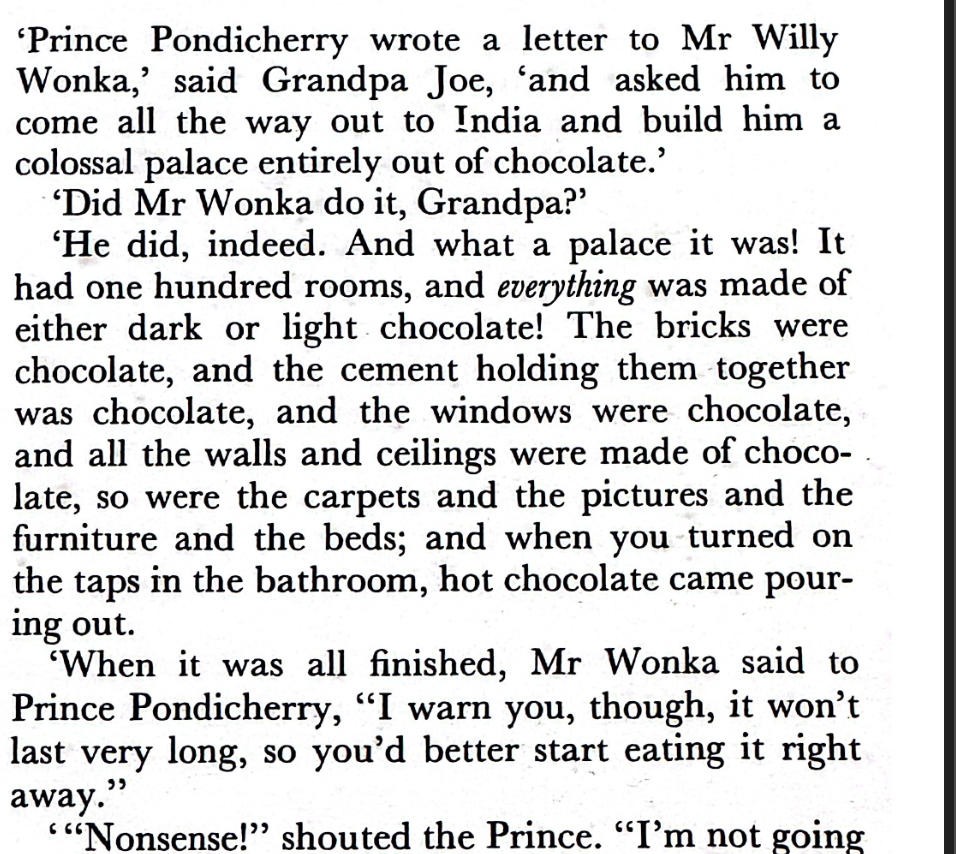 ‘Prince Pondicherry wrote a letter to Mr Willy
Wonka,’ said Grandpa Joe, ‘and asked him to
come all the way out to India and build him a
colossal palace entirely out of chocolate.’
‘Did Mr Wonka do it, Grandpa?’
‘He did, indeed. And what a palace it was! It
had one hundred rooms, and everything was made of
either dark or light chocolate! The bricks were
chocolate, and the cement holding them together
was chocolate, and the windows were chocolate,
and all the walls and ceilings were made of choco-
late, so were the carpets and the pictures and the
furniture and the beds; and when you turned on
the taps in the bathroom, hot chocolate came pour-
ing out.
‘When it was all finished, Mr Wonka said to
Prince Pondicherry, “I warn you, though, it won’t
last very long, so you’d better start eating it right
away.”
‘“Nonsense!” shouted the Prince. “I’m not going